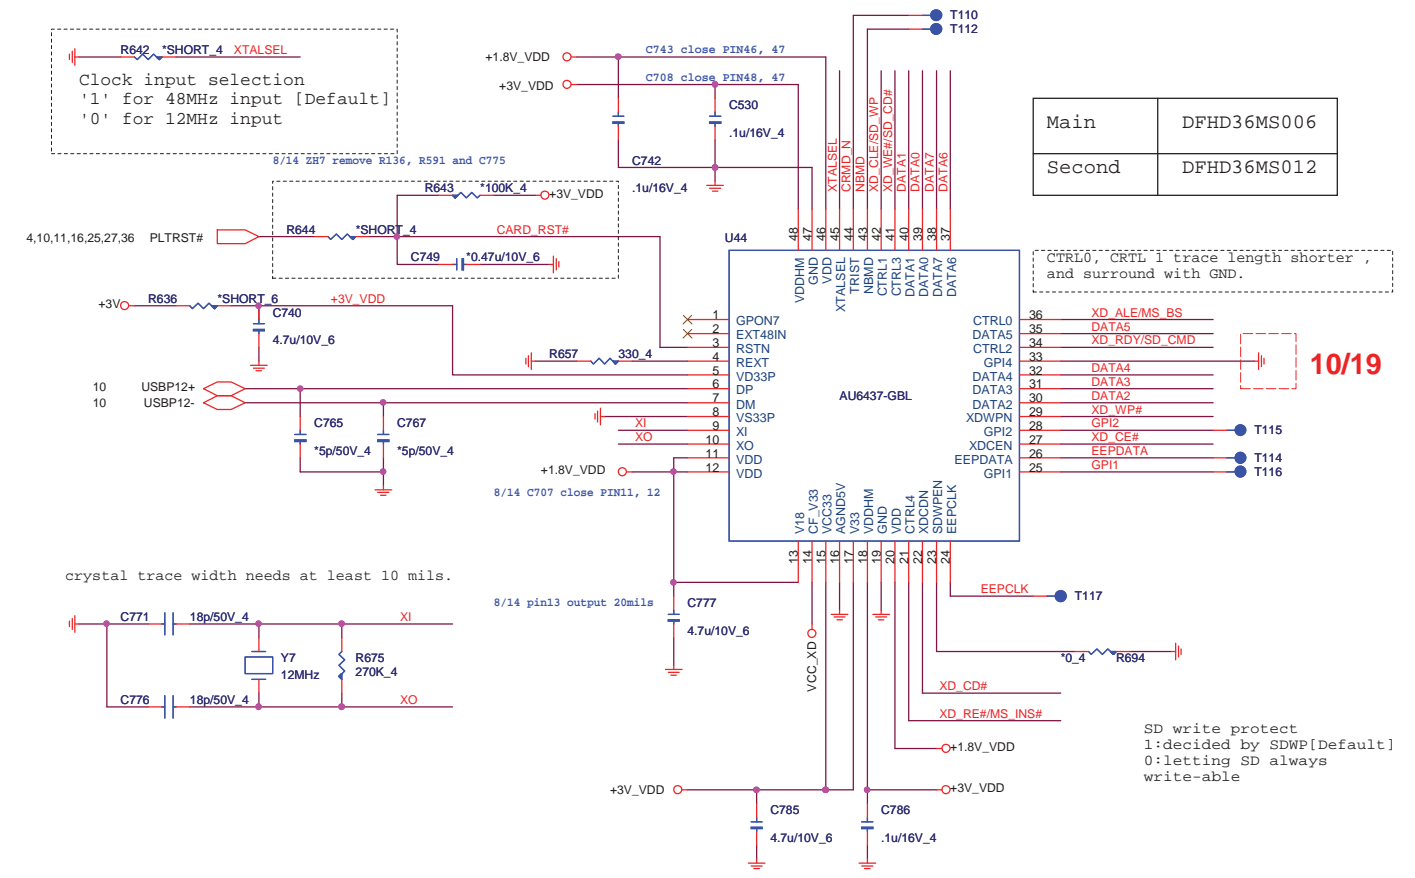 T110
T112
R642 *SHORT_4 XTALSEL
Clock input selection
'1' for 48MHz input [Default]
'0' for 12MHz input
+1.8V_VDD
C743 close PIN46, 47
+3V_VDD
C708 close PIN48, 47
C530
.1u/16V_4
C742
.1u/16V_4
Main DFHD36MS006
Second DFHD36MS012
8/14 ZH7 remove R136, R591 and C775
R643 *100K_4 +3V_VDD
4,10,11,16,25,27,36 PLTRST# R644 *SHORT_4 CARD_RST#
C749 *0.47u/10V_6
+3V R636 *SHORT_6 +3V_VDD
C740
4.7u/10V_6
R657 330_4
10 USBP12+
10 USBP12-
C765
*5p/50V_4
C767
*5p/50V_4
XI
XO
+1.8V_VDD
8/14 C707 close PIN11, 12
XTALSEL
CRMD_N
NBMD
XD_CLE/SD_WP
XD_WE#/SD_CD#
DATA1
DATA0
DATA7
DATA6
U44
48 VDDHM
47 GND
46 VDD
45 XTALSEL
44 TRIST
43 NBMD
42 CTRL1
41 CTRL3
40 DATA1
39 DATA0
38 DATA7
37 DATA6
1 GPON7
2 EXT48IN
3 RSTN
4 REXT
5 VD33P
6 DP
7 DM
8 VS33P
9 XI
10 XO
11 VDD
12 VDD
AU6437-GBL
CTRL0, CRTL 1 trace length shorter ,
and surround with GND.
CTRL0 36 XD_ALE/MS_BS
DATA5 35 DATA5
CTRL2 34 XD_RDY/SD_CMD
GPI4 33
DATA4 32 DATA4
DATA3 31 DATA3
DATA2 30 DATA2
XDWPN 29 XD_WP#
GPI2 28 GPI2 T115
XDCEN 27 XD_CE#
EEPDATA 26 EEPDATA T114
GPI1 25 GPI1 T116
10/19
V18 13
CF_V33 14
VCC33 15
AGND5V 16
V33 17
VDDHM 18
GND 19
VDD 20
CTRL4 21
XDCDN 22
SDWPEN 23
EEPCLK 24
crystal trace width needs at least 10 mils.
C771 18p/50V_4 XI
Y7
12MHz
R675
270K_4
C776 18p/50V_4 XO
8/14 pin13 output 20mils
C777
4.7u/10V_6
VCC_XD
EEPCLK T117
*0_4 R694
XD_CD#
XD_RE#/MS_INS#
+1.8V_VDD
+3V_VDD
+3V_VDD
C785
4.7u/10V_6
C786
.1u/16V_4
SD write protect
1:decided by SDWP[Default]
0:letting SD always
write-able